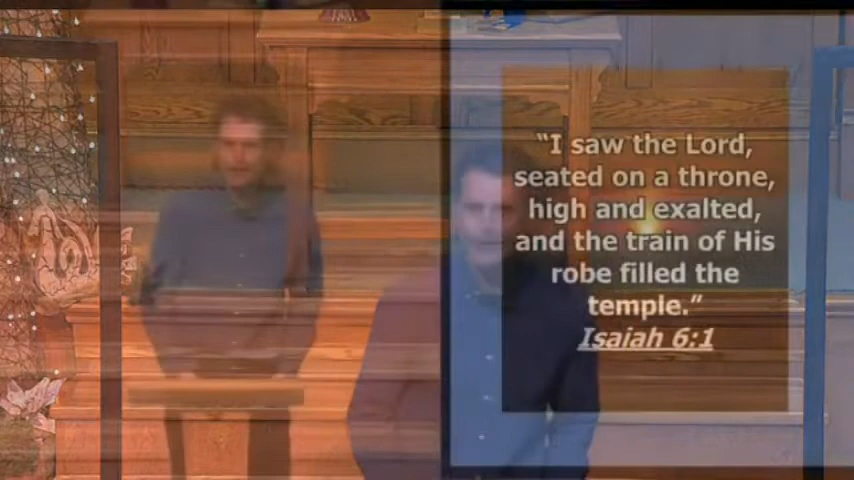 “I saw the Lord,
seated on a throne,
high and exalted,
and the train of His
robe filled the
temple.”
Isaiah 6:1